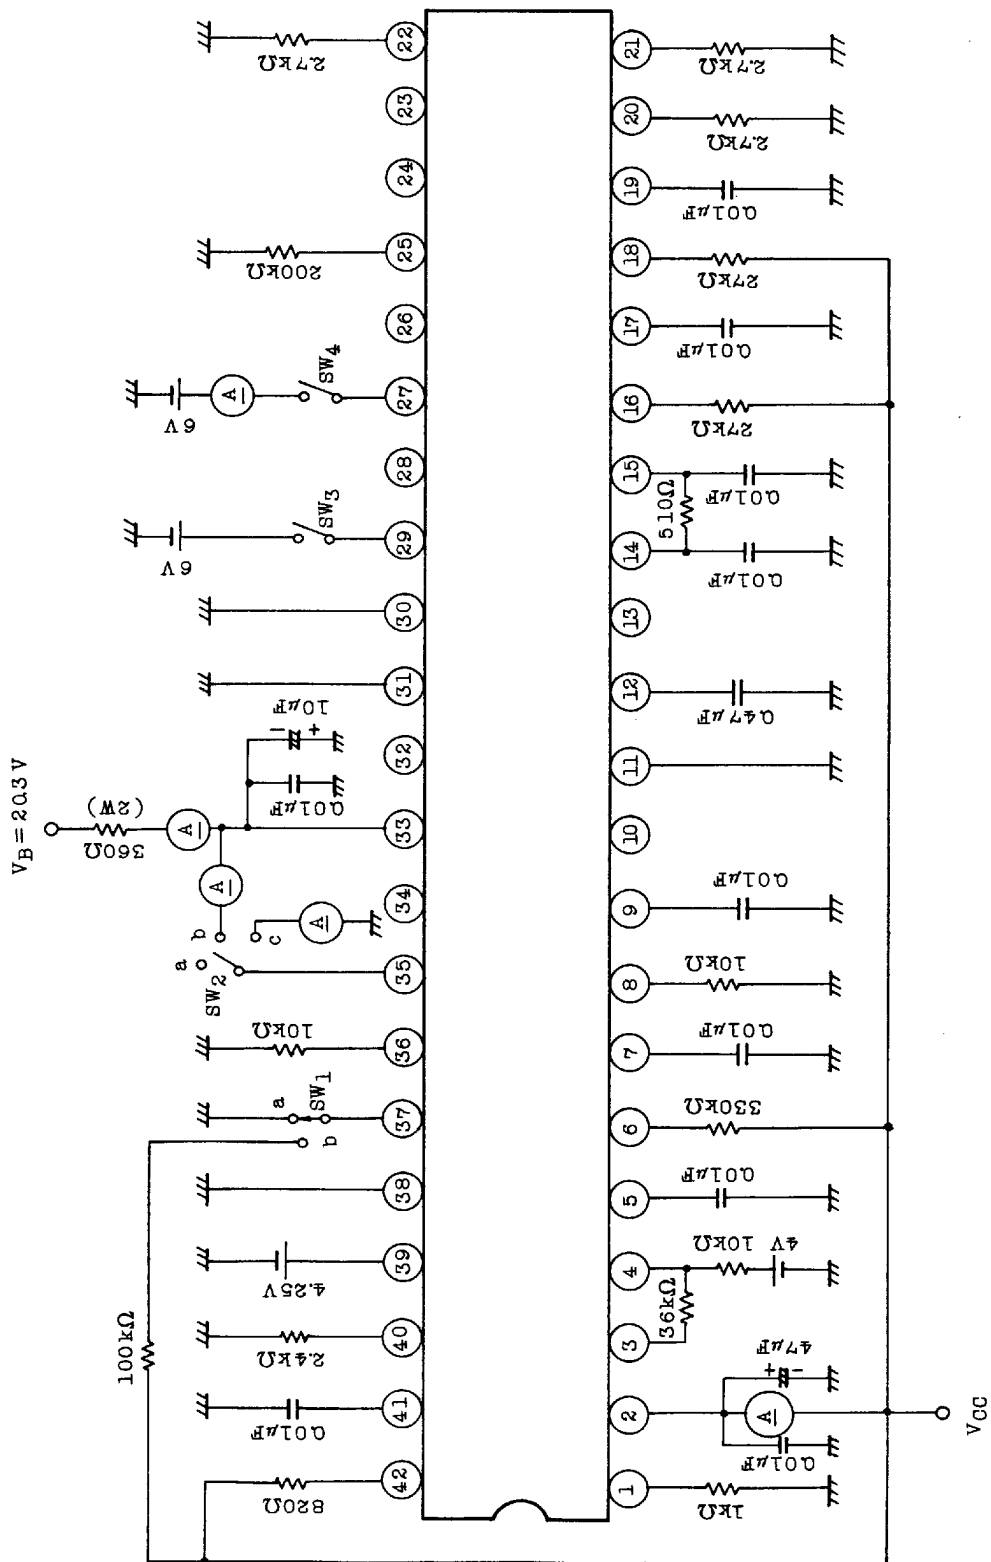 22
2.7kΩ
23
24
25
200kΩ
26
27
SW4
A
6V
28
29
SW3
6V
30
31
10μF
- +
32
0.01μF
33
VB=20.3V
360Ω
(2W)
A
A
34
A
a
b
c
SW2
35
36
10kΩ
37
a
SW1
b
38
39
4.25V
40
2.4kΩ
100kΩ
41
0.01μF
42
820Ω
21
2.7kΩ
20
2.7kΩ
19
0.01μF
18
27kΩ
17
0.01μF
16
27kΩ
15
0.01μF
510Ω
14
0.01μF
13
12
0.47μF
11
10
9
0.01μF
8
10kΩ
7
0.01μF
6
330kΩ
5
0.01μF
4
10kΩ
4V
36kΩ
3
47μF
+ -
2
A
0.01μF
VCC
1
1kΩ